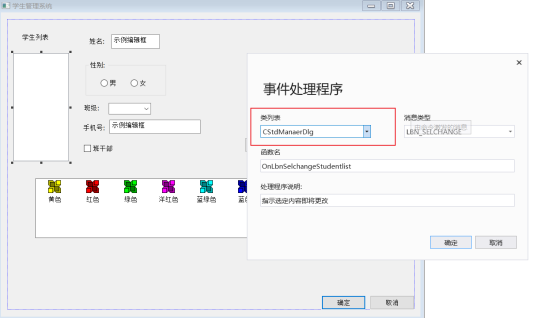 学生管理系统
学生列表
姓名:
示例编辑框
性别:
男
女
班级:
手机号:
示例编辑框
班干部
黄色
红色
绿色
洋红色
蓝绿色
事件处理程序
类列表
消息类型
CStdManaerDlg
LBN_SELCHANGE
函数名
OnLbnSelchangeStudentlist
处理程序说明:
指示选定内容即将更改
确定
取消
确定
取消